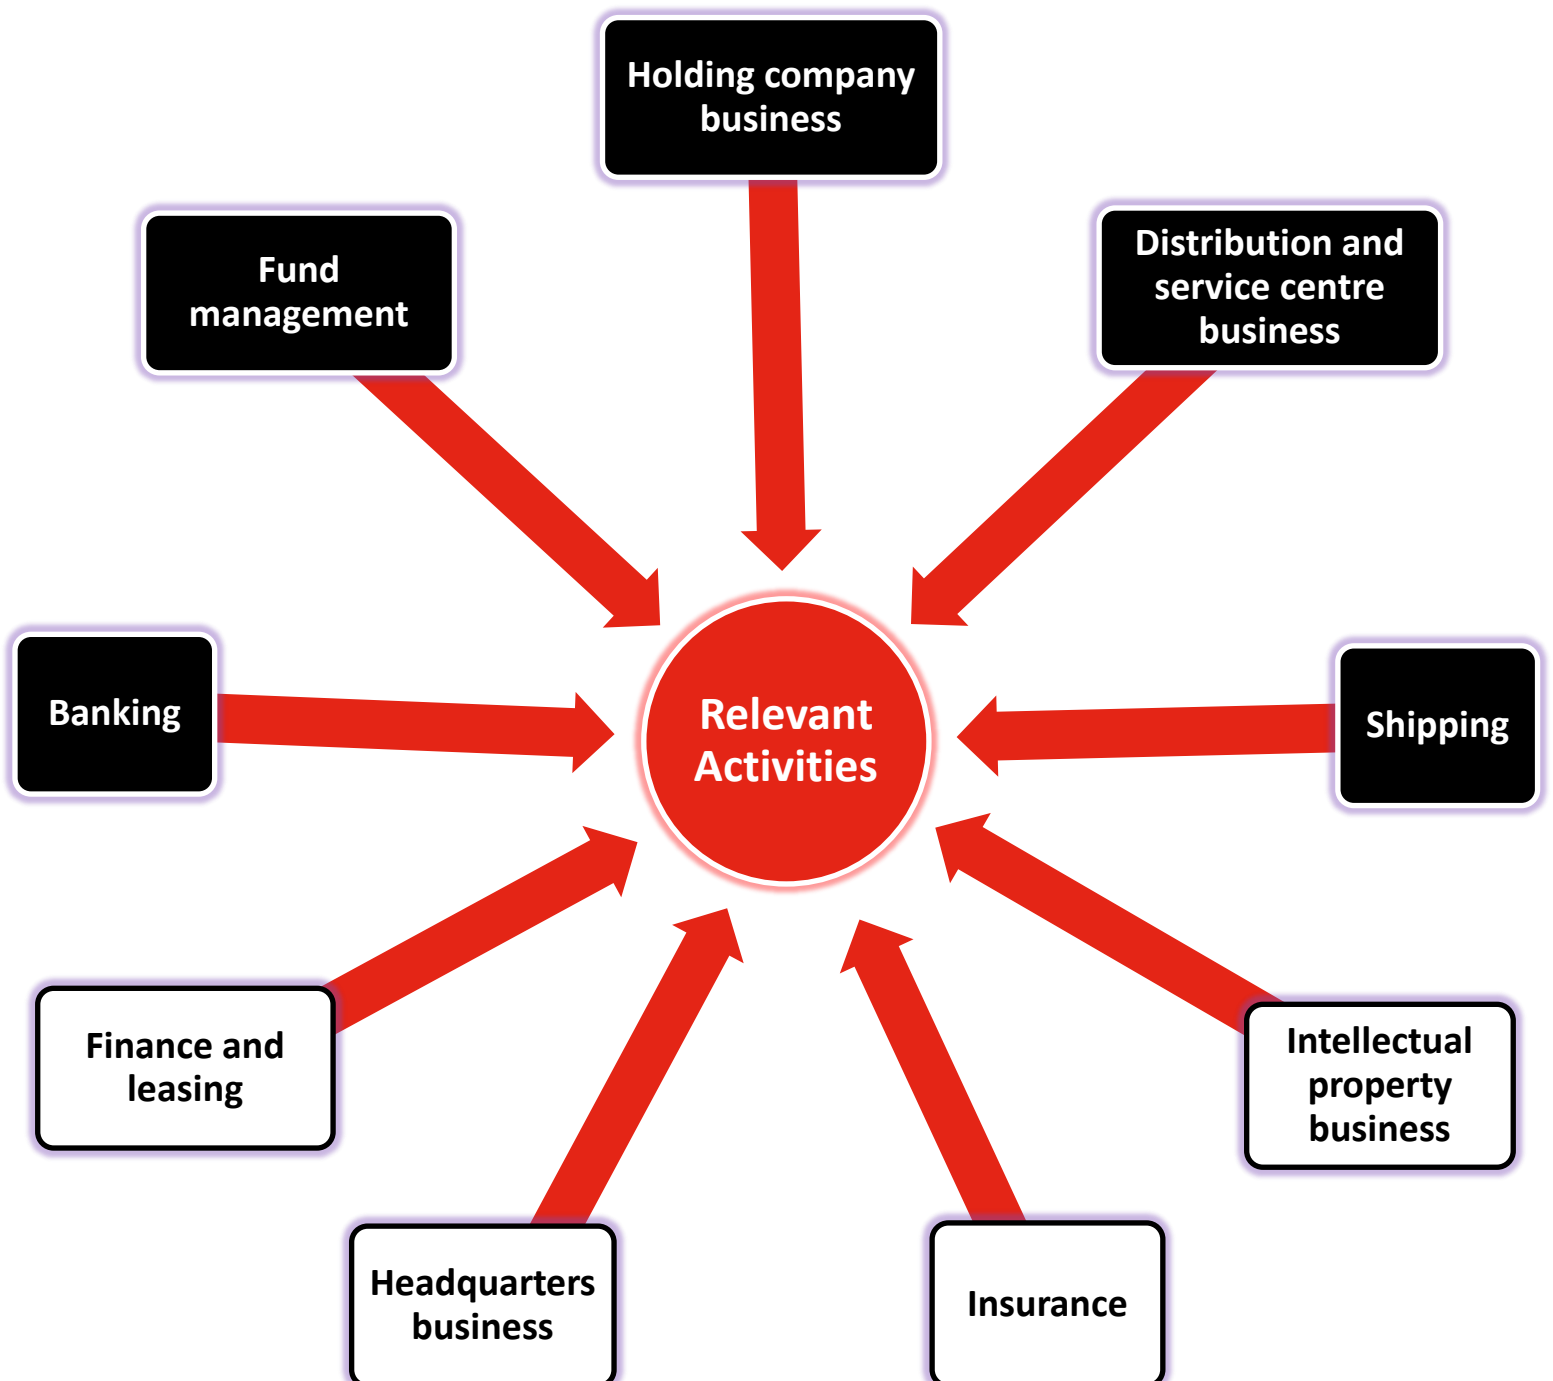 Holding company
business
Fund
management
Distribution and
service centre
business
Banking
Relevant
Activities
Shipping
Finance and
leasing
Intellectual
property
business
Headquarters
business
Insurance